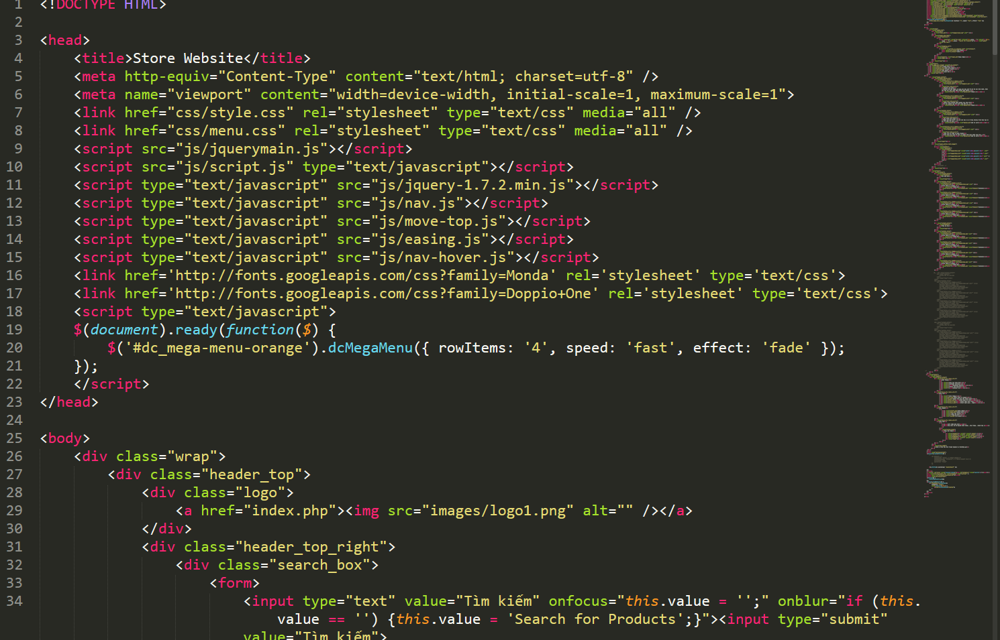 1 <!DOCTYPE HTML>
2
3 <head>
4 <title>Store Website</title>
5 <meta http-equiv="Content-Type" content="text/html; charset=utf-8" />
6 <meta name="viewport" content="width=device-width, initial-scale=1, maximum-scale=1">
7 <link href="css/style.css" rel="stylesheet" type="text/css" media="all" />
8 <link href="css/menu.css" rel="stylesheet" type="text/css" media="all" />
9 <script src="js/jquerymain.js"></script>
10 <script src="js/script.js" type="text/javascript"></script>
11 <script type="text/javascript" src="js/jquery-1.7.2.min.js"></script>
12 <script type="text/javascript" src="js/nav.js"></script>
13 <script type="text/javascript" src="js/move-top.js"></script>
14 <script type="text/javascript" src="js/easing.js"></script>
15 <script type="text/javascript" src="js/nav-hover.js"></script>
16 <link href='http://fonts.googleapis.com/css?family=Monda' rel='stylesheet' type='text/css'>
17 <link href='http://fonts.googleapis.com/css?family=Doppio+One' rel='stylesheet' type='text/css'>
18 <script type="text/javascript">
19 $(document).ready(function($) {
20 $('#dc_mega-menu-orange').dcMegaMenu({ rowItems: '4', speed: 'fast', effect: 'fade' });
21 });
22 </script>
23 </head>
24
25 <body>
26 <div class="wrap">
27 <div class="header_top">
28 <div class="logo">
29 <a href="index.php"><img src="images/logo1.png" alt="" /></a>
30 </div>
31 <div class="header_top_right">
32 <div class="search_box">
33 <form>
34 <input type="text" value="Tìm kiếm" onfocus="this.value = '';" onblur="if (this.
value == '') {this.value = 'Search for Products';}"><input type="submit"
value="Tìm kiếm">